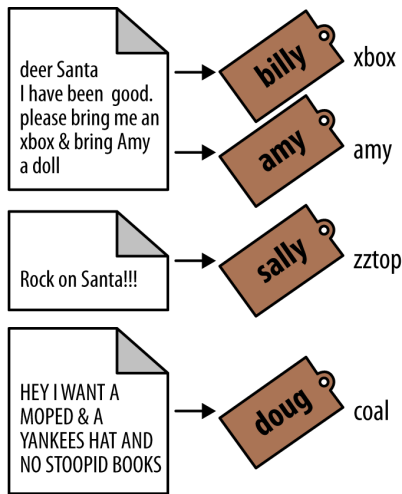 deer Santa
I have been good.
please bring me an
xbox & bring Amy
a doll
billy
xbox
amy
amy
Rock on Santa!!!
sally
zztop
HEY I WANT A
MOPED & A
YANKEES HAT AND
NO STOOPID BOOKS
doug
coal